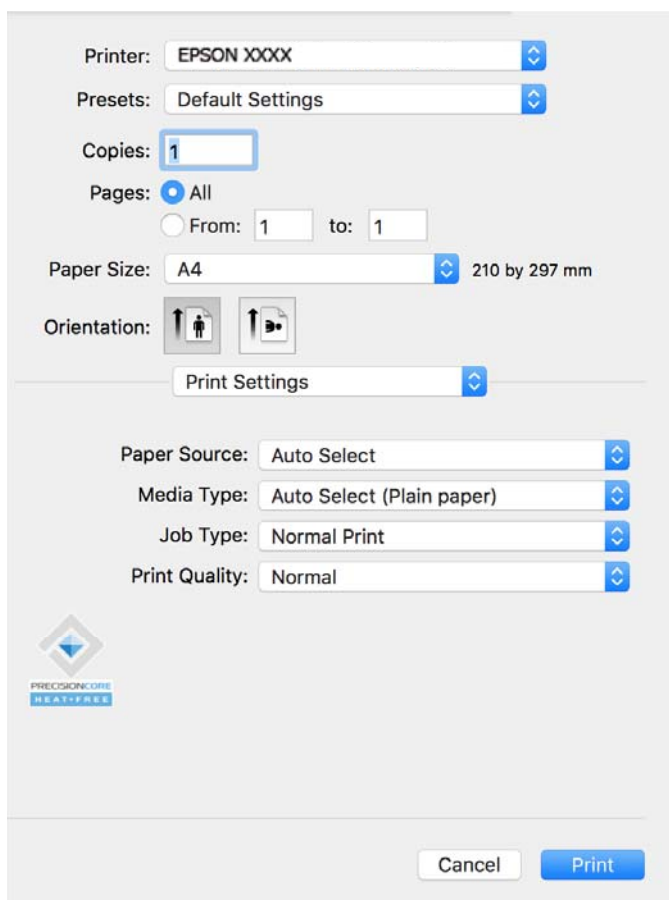 Printer: EPSON XXXX
Presets: Default Settings
Copies: 1
Pages: All
From: 1 to: 1
Paper Size: A4 210 by 297 mm
Orientation:
Print Settings
Paper Source: Auto Select
Media Type: Auto Select (Plain paper)
Job Type: Normal Print
Print Quality: Normal
PRECISIONCORE
HEAT-FREE
Cancel Print